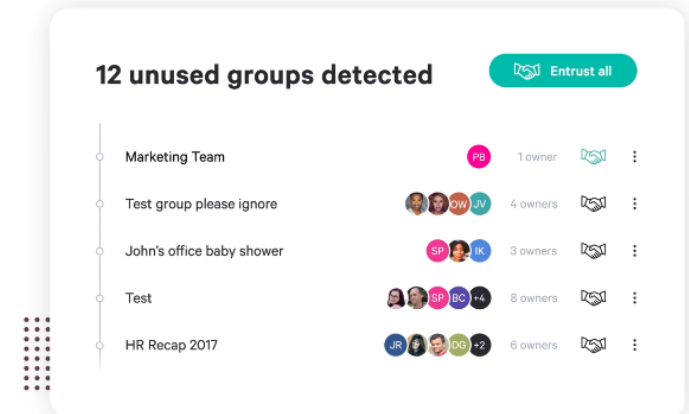 12 unused groups detected
Entrust all
Marketing Team PB 1 owner
Test group please ignore OW JV 4 owners
John's office baby shower SP IK 3 owners
Test SP BC +4 8 owners
HR Recap 2017 JR DG +2 6 owners